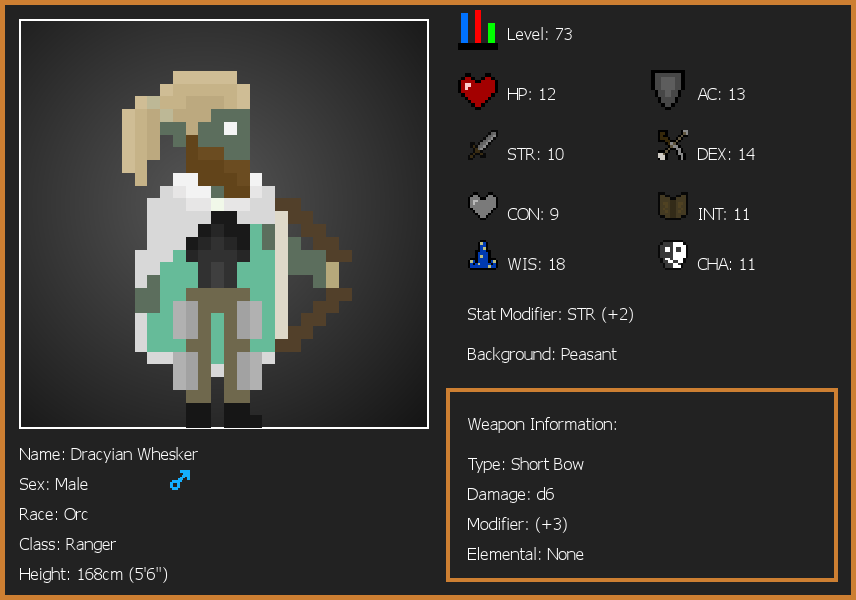 Level: 73
HP: 12
AC: 13
STR: 10
DEX: 14
CON: 9
INT: 11
WIS: 18
CHA: 11
Stat Modifier: STR (+2)
Background: Peasant
Weapon Information:
Type: Short Bow
Damage: d6
Modifier: (+3)
Elemental: None
Name: Dracyian Whesker
Sex: Male
Race: Orc
Class: Ranger
Height: 168cm (5'6")